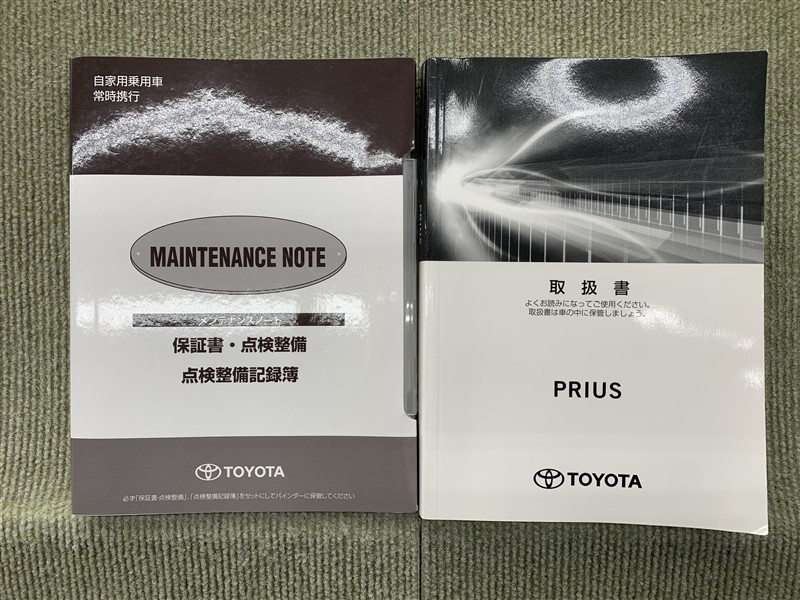 自家用乗用車
常時携行
MAINTENANCE NOTE
メンテナンスノート
保証書・点検整備
点検整備記録簿
TOYOTA
必ず「保証書・点検整備」、「点検整備記録簿」をセットにしてバインダーに保管してください
取扱書
よくお読みになってご使用ください。
取扱書は車の中に保管しましょう。
PRIUS
TOYOTA